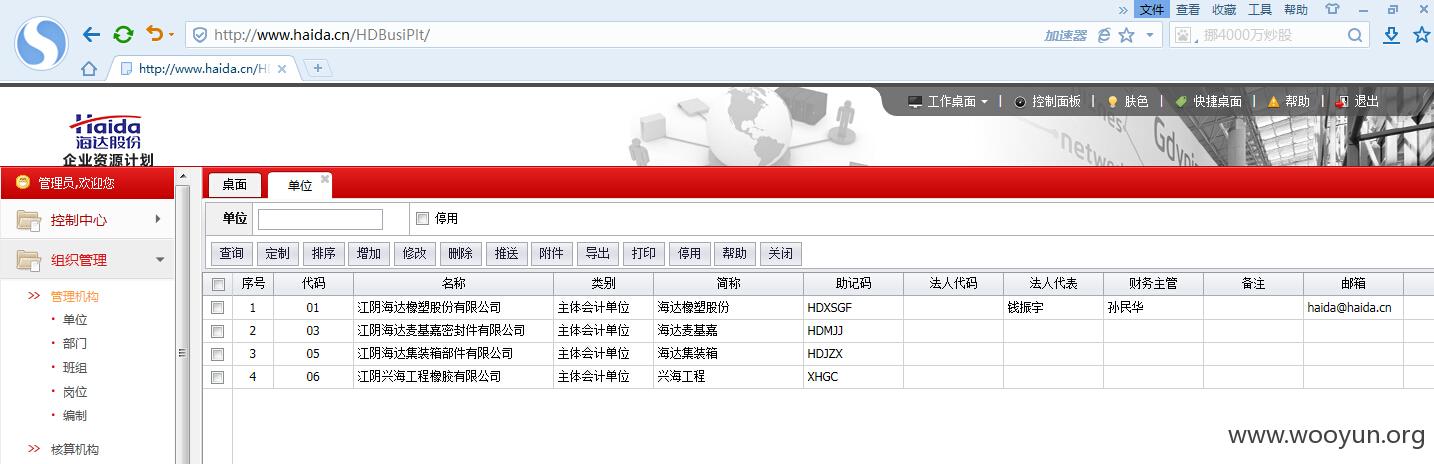 » 文件 查看 收藏 工具 帮助
http://www.haida.cn/HDBusiPlt/ 加速器 挪4000万炒股
http://www.haida.cn/HD
Haida
海达股份
企业资源计划
工作桌面 | 控制面板 | 肤色 | 快捷桌面 | 帮助 | 退出
管理员,欢迎您
桌面 单位
控制中心
单位 停用
组织管理
查询 定制 排序 增加 修改 删除 推送 附件 导出 打印 停用 帮助 关闭
序号 代码 名称 类别 简称 助记码 法人代码 法人代表 财务主管 备注 邮箱
1 01 江阴海达橡塑股份有限公司 主体会计单位 海达橡塑股份 HDXSGF 钱振宇 孙民华 haida@haida.cn
2 03 江阴海达麦基嘉密封件有限公司 主体会计单位 海达麦基嘉 HDMJJ
3 05 江阴海达集装箱部件有限公司 主体会计单位 海达集装箱 HDJZX
4 06 江阴兴海工程橡胶有限公司 主体会计单位 兴海工程 XHGC
>> 管理机构
单位
部门
班组
岗位
编制
>> 核算机构
www.wooyun.org